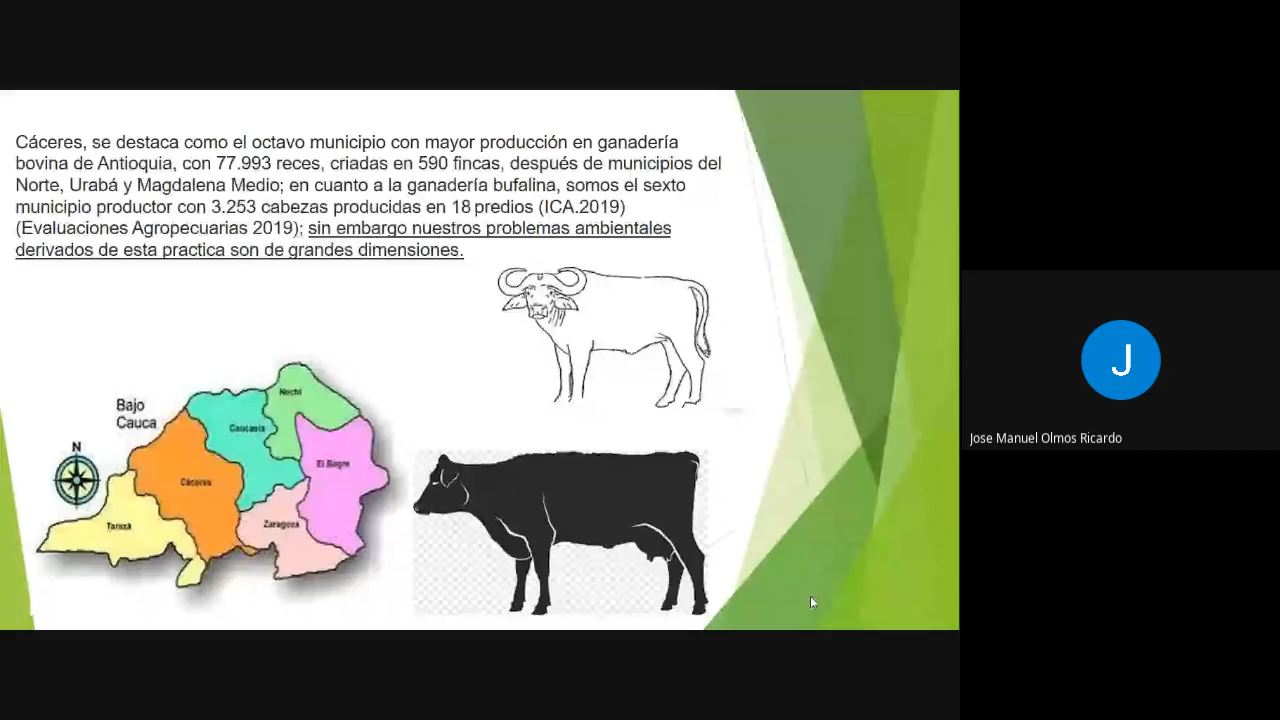 Cáceres, se destaca como el octavo municipio con mayor producción en ganadería
bovina de Antioquia, con 77.993 reces, criadas en 590 fincas, después de municipios del
Norte, Urabá y Magdalena Medio; en cuanto a la ganadería bufalina, somos el sexto
municipio productor con 3.253 cabezas producidas en 18 predios (ICA.2019)
(Evaluaciones Agropecuarias 2019); sin embargo nuestros problemas ambientales
derivados de esta practica son de grandes dimensiones.
Bajo
Cauca
N
Nechí
Caucasia
El Bagre
Cáceres
Tarazá
Zaragoza
J
Jose Manuel Olmos Ricardo